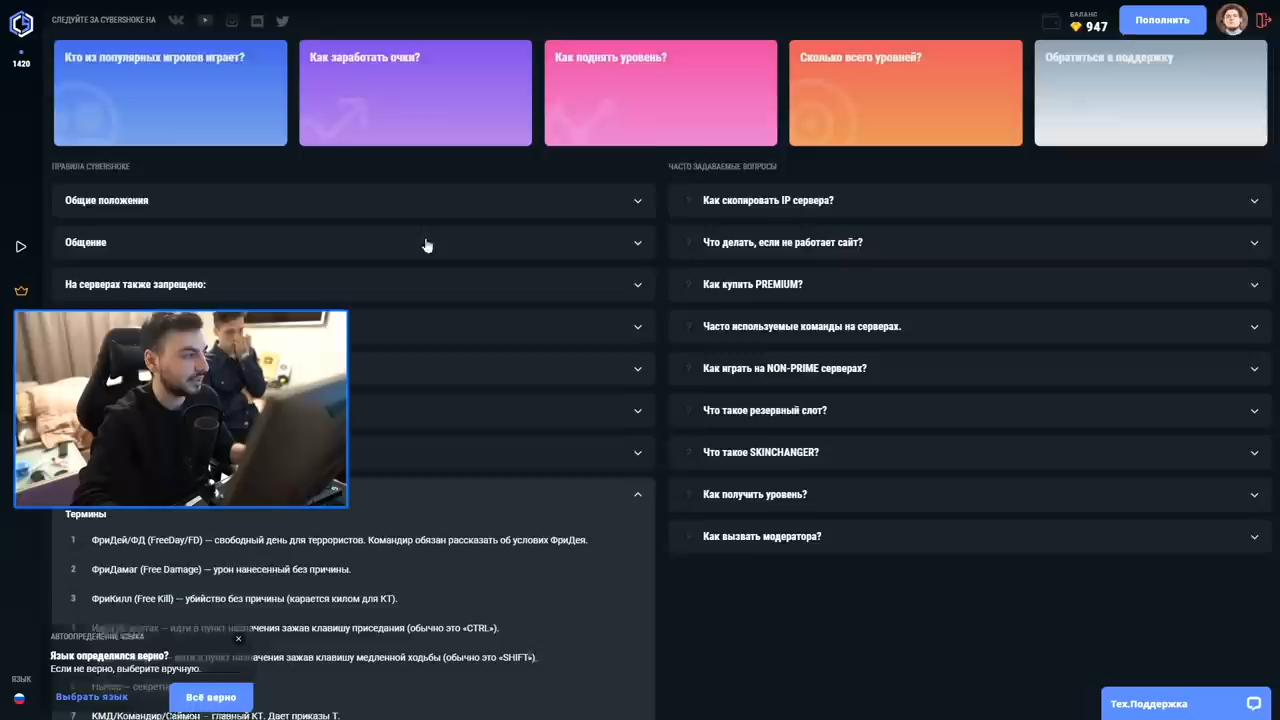 СЛЕДУЙТЕ ЗА CYBERSHOKE НА
БАЛАНС
947
Пополнить
1420
Кто из популярных игроков играет?
Как заработать очки?
Как поднять уровень?
Сколько всего уровней?
Обратиться в поддержку
ПРАВИЛА CYBERSHOKE
Общие положения
Общение
На серверах также запрещено:
Термины
1 ФриДей/ФД (FreeDay/FD) — свободный день для террористов. Командир обязан рассказать об условях ФриДея.
2 ФриДамаг (Free Damage) — урон нанесенный без причины.
3 ФриКилл (Free Kill) — убийство без причины (карается килом для КТ).
идти в пункт назначения зажав клавишу приседания (обычно это «CTRL»).
назначения зажав клавишу медленной ходьбы (обычно это «SHIFT»).
7 КМД/Командир/Саймон – главный КТ. Дает приказы Т.
ЧАСТО ЗАДАВАЕМЫЕ ВОПРОСЫ
? Как скопировать IP сервера?
? Что делать, если не работает сайт?
? Как купить PREMIUM?
? Часто используемые команды на серверах.
? Как играть на NON-PRIME серверах?
? Что такое резервный слот?
? Что такое SKINCHANGER?
? Как получить уровень?
? Как вызвать модератора?
АВТООПРЕДЕЛЕНИЕ ЯЗЫКА
Язык определился верно?
Если не верно, выберите вручную.
Выбрать язык
Всё верно
ЯЗЫК
Тех.Поддержка